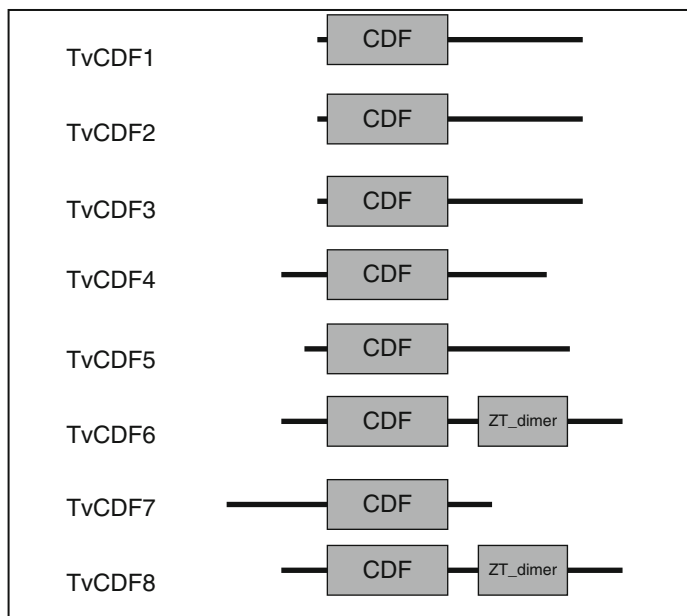 TvCDF1 CDF
TvCDF2 CDF
TvCDF3 CDF
TvCDF4 CDF
TvCDF5 CDF
TvCDF6 CDF ZT_dimer
TvCDF7 CDF
TvCDF8 CDF ZT_dimer